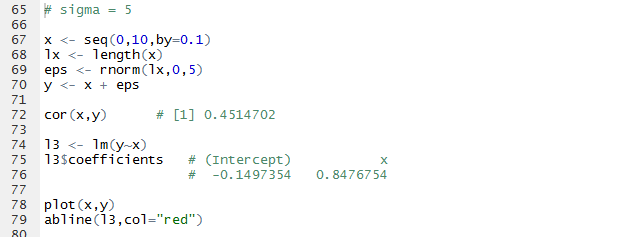 65 # sigma = 5
66
67 x <- seq(0,10,by=0.1)
68 lx <- length(x)
69 eps <- rnorm(lx,0,5)
70 y <- x + eps
71
72 cor(x,y) # [1] 0.4514702
73
74 l3 <- lm(y~x)
75 l3$coefficients # (Intercept) x
76 # -0.1497354 0.8476754
77
78 plot(x,y)
79 abline(l3,col="red")
80